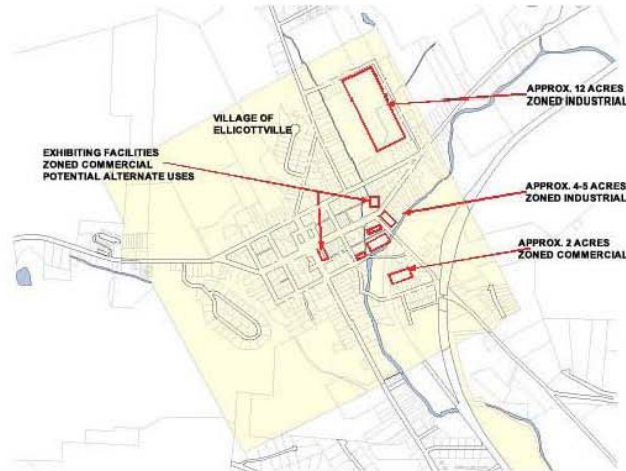 APPROX. 12 ACRES
ZONED INDUSTRIAL
VILLAGE OF
ELLICOTTVILLE
EXHIBITING FACILITIES
ZONED COMMERCIAL
POTENTIAL ALTERNATE USES
APPROX. 4-5 ACRES
ZONED INDUSTRIAL
APPROX. 2 ACRES
ZONED COMMERCIAL